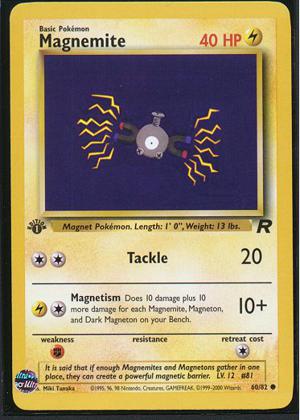 Basic Pokémon
Magnemite 40 HP
EDITION
1
Magnet Pokémon. Length: 1' 0", Weight: 13 lbs.
R
Tackle 20
Magnetism Does 10 damage plus 10
more damage for each Magnemite, Magneton,
and Dark Magneton on your Bench.
10+
weakness resistance retreat cost
It is said that if enough Magnemites and Magnetons gather in one
place, they can create a powerful magnetic barrier. LV. 12 #81
Miki Tanaka ©1995, 96, 98 Nintendo, Creatures, GAMEFREAK. ©1999-2000 Wizards. 60/82